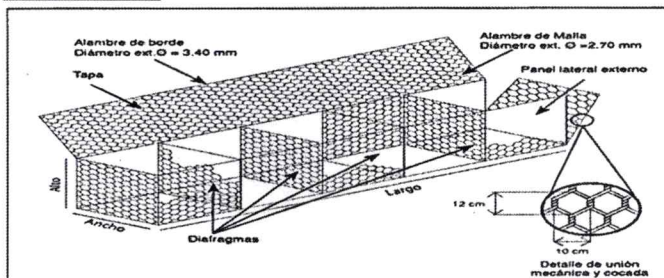 Alambre de borde
Diámetro ext.Ø = 3.40 mm
Alambre de Malla
Diámetro ext. Ø =2.70 mm
Tapa
Panel lateral externo
Alto
Ancho
Largo
Diafragmas
12 cm
10 cm
Detalle de unión
mecánica y cocada